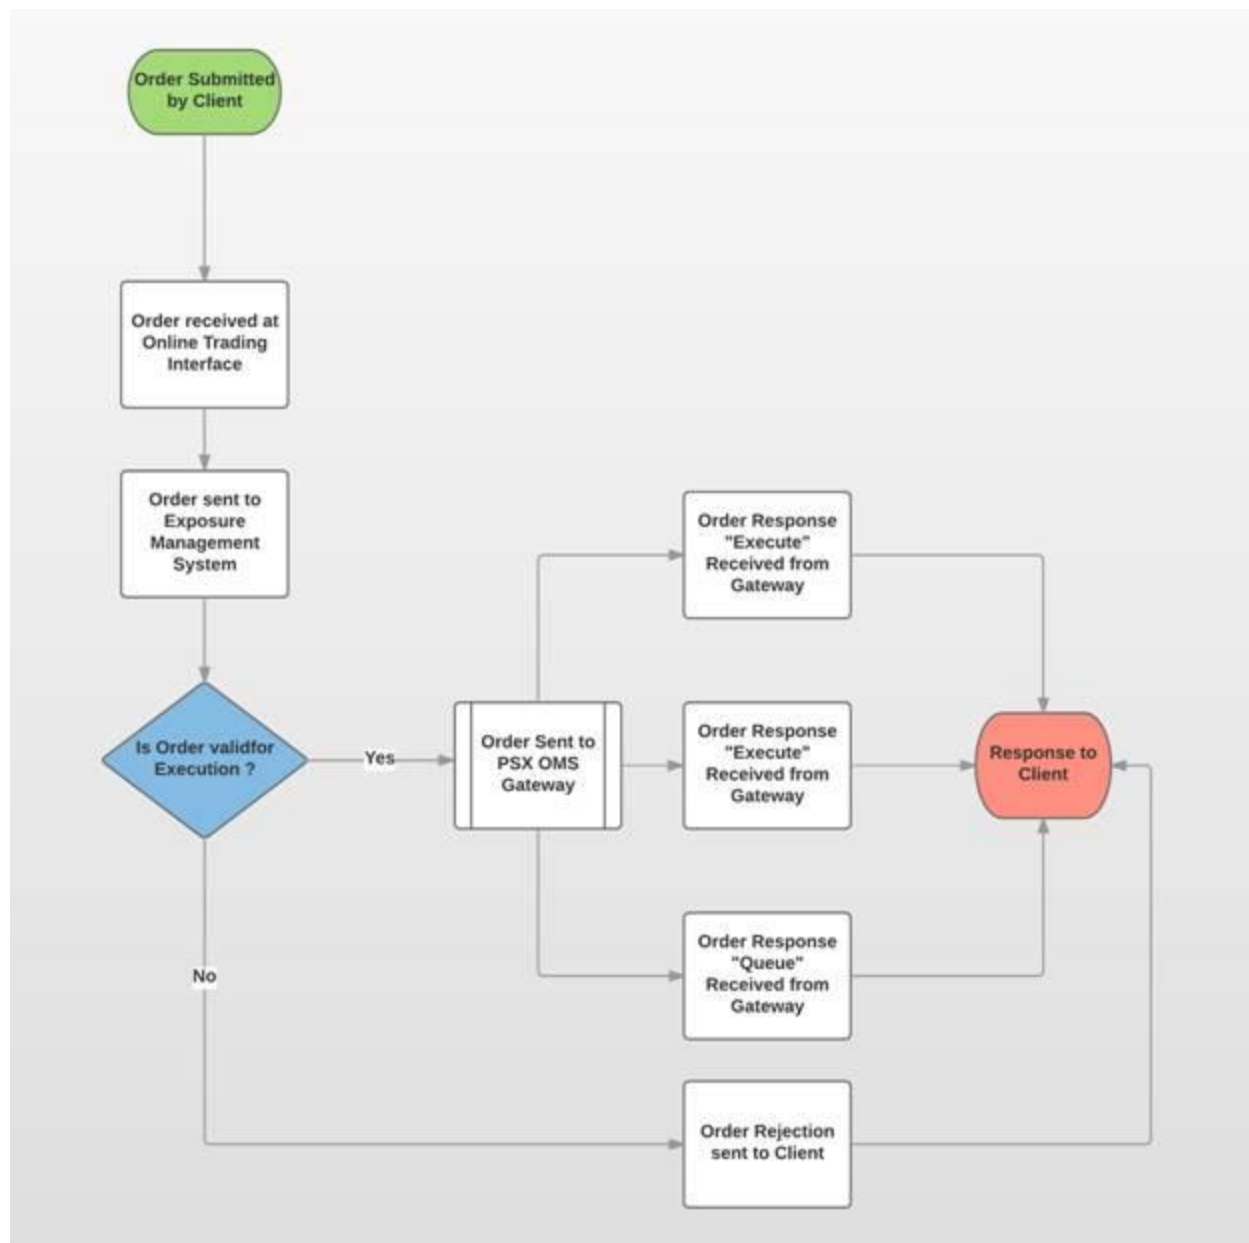 Order Submitted
by Client
Order received at
Online Trading
Interface
Order sent to
Exposure
Management
System
Is Order validfor
Execution ?
Yes
No
Order Sent to
PSX OMS
Gateway
Order Response
"Execute"
Received from
Gateway
Order Response
"Execute"
Received from
Gateway
Order Response
"Queue"
Received from
Gateway
Order Rejection
sent to Client
Response to
Client